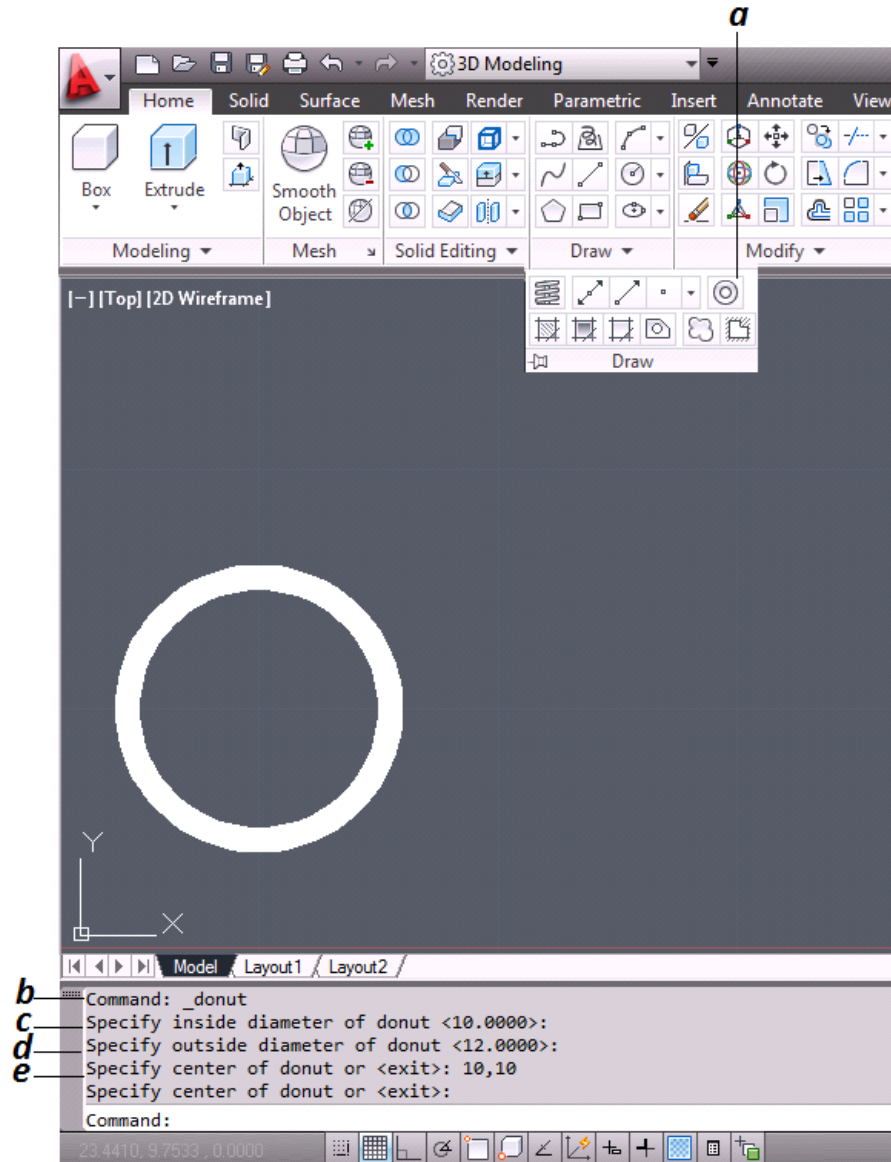 a
3D Modeling
Home Solid Surface Mesh Render Parametric Insert Annotate View
Box Extrude Smooth Object
Modeling Mesh Solid Editing Draw Modify
[−] [Top] [2D Wireframe]
Draw
Y
X
Model Layout1 Layout2
b Command: _donut
c Specify inside diameter of donut <10.0000>:
d Specify outside diameter of donut <12.0000>:
e Specify center of donut or <exit>: 10,10
Specify center of donut or <exit>:
Command:
23.4410, 9.7533 , 0.0000